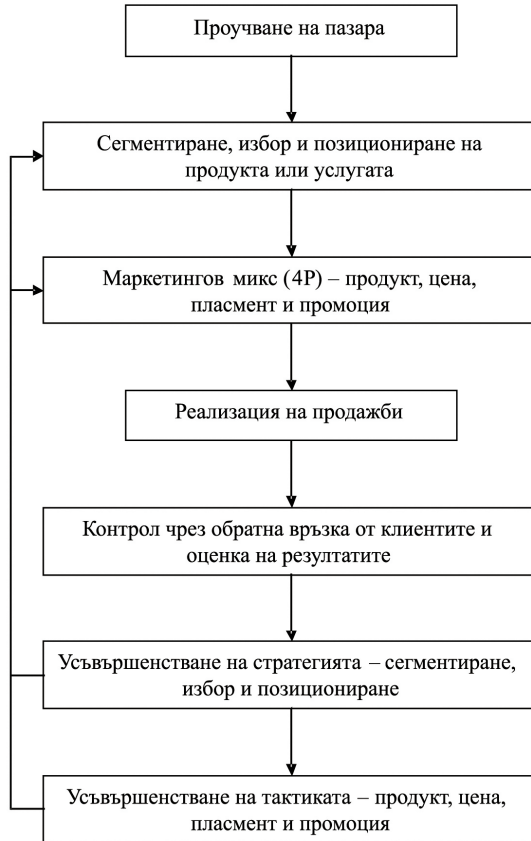 Проучване на пазара
Сегментиране, избор и позициониране на
продукта или услугата
Маркетингов микс (4P) – продукт, цена,
пласмент и промоция
Реализация на продажби
Контрол чрез обратна връзка от клиентите и
оценка на резултатите
Усъвършенстване на стратегията – сегментиране,
избор и позициониране
Усъвършенстване на тактиката – продукт, цена,
пласмент и промоция